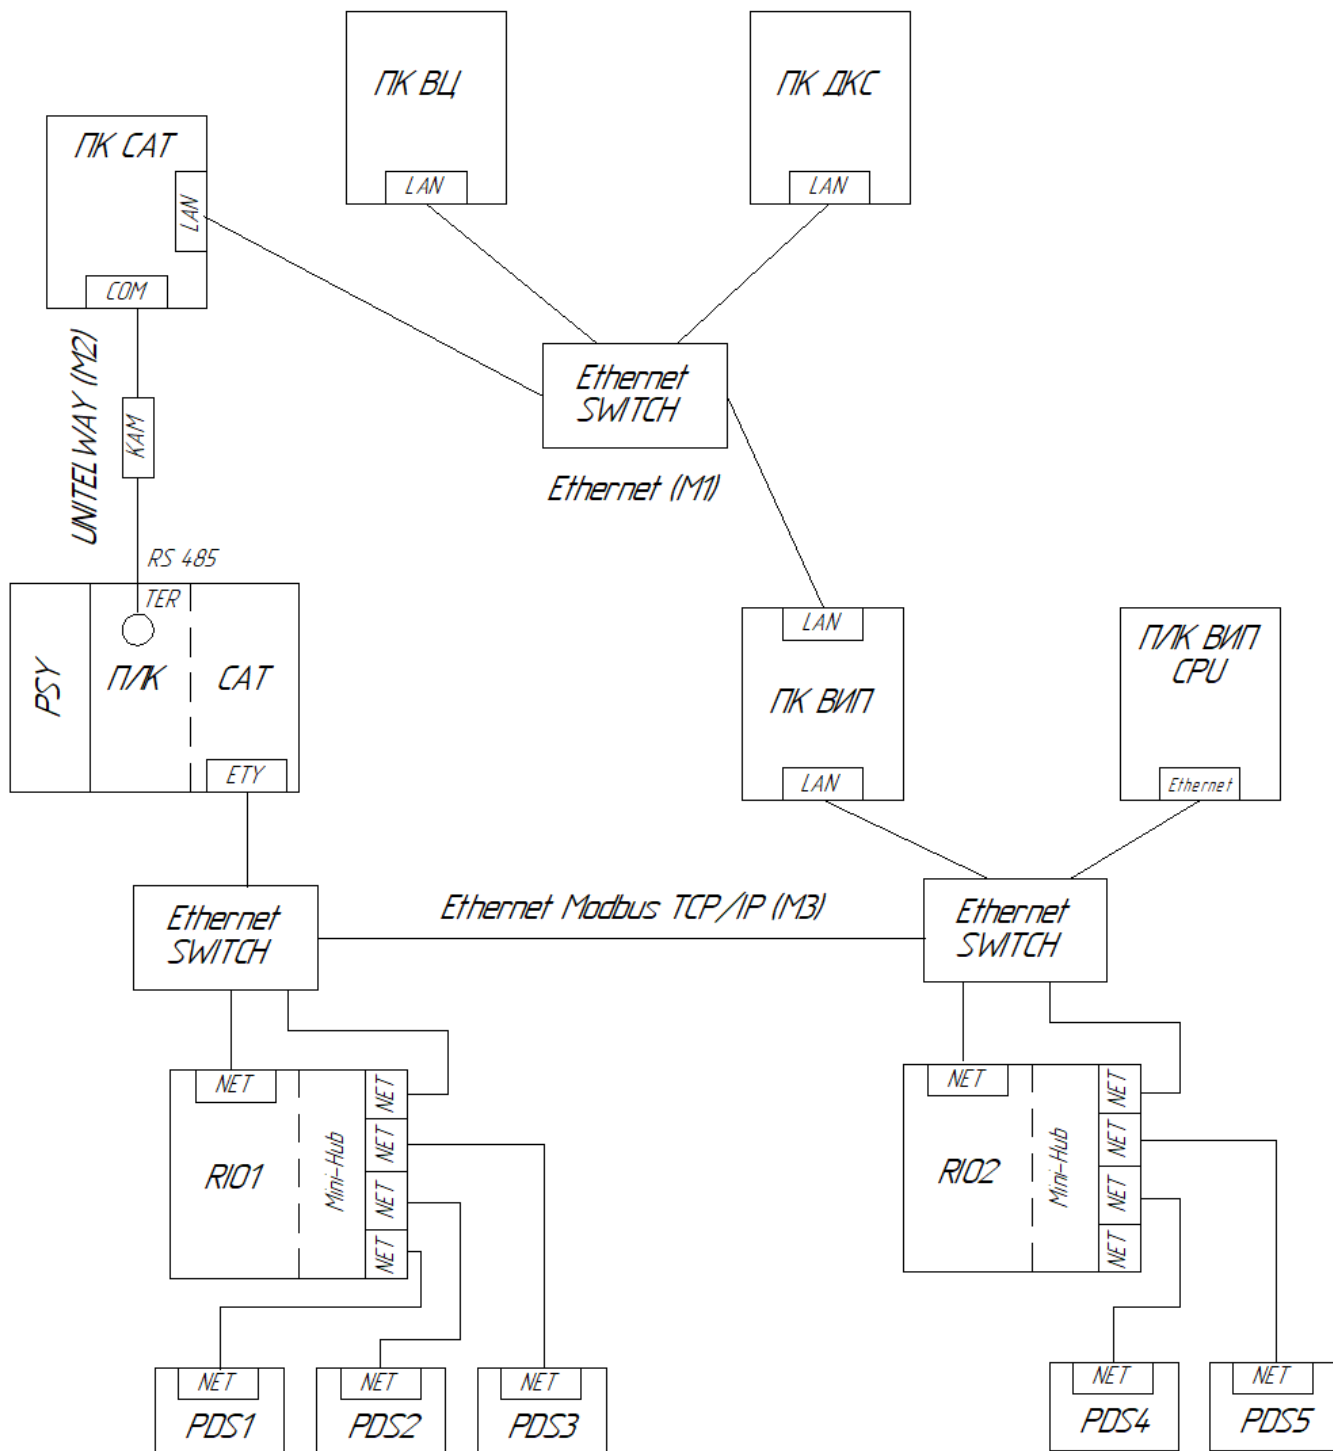 ПК ВЦ
ПК ДКС
ПК САТ
LAN
LAN
LAN
COM
UNITELWAY (M2)
KAM
Ethernet
SWITCH
Ethernet (M1)
RS 485
TER
PSY
ПЛК
САТ
ETY
LAN
ПК ВИП
LAN
ПЛК ВИП
CPU
Ethernet
Ethernet
SWITCH
Ethernet Modbus TCP/IP (M3)
Ethernet
SWITCH
NET
NET
NET
NET
NET
RIO1
Mini-Hub
NET
NET
NET
NET
NET
RIO2
Mini-Hub
NET
PDS1
NET
PDS2
NET
PDS3
NET
PDS4
NET
PDS5